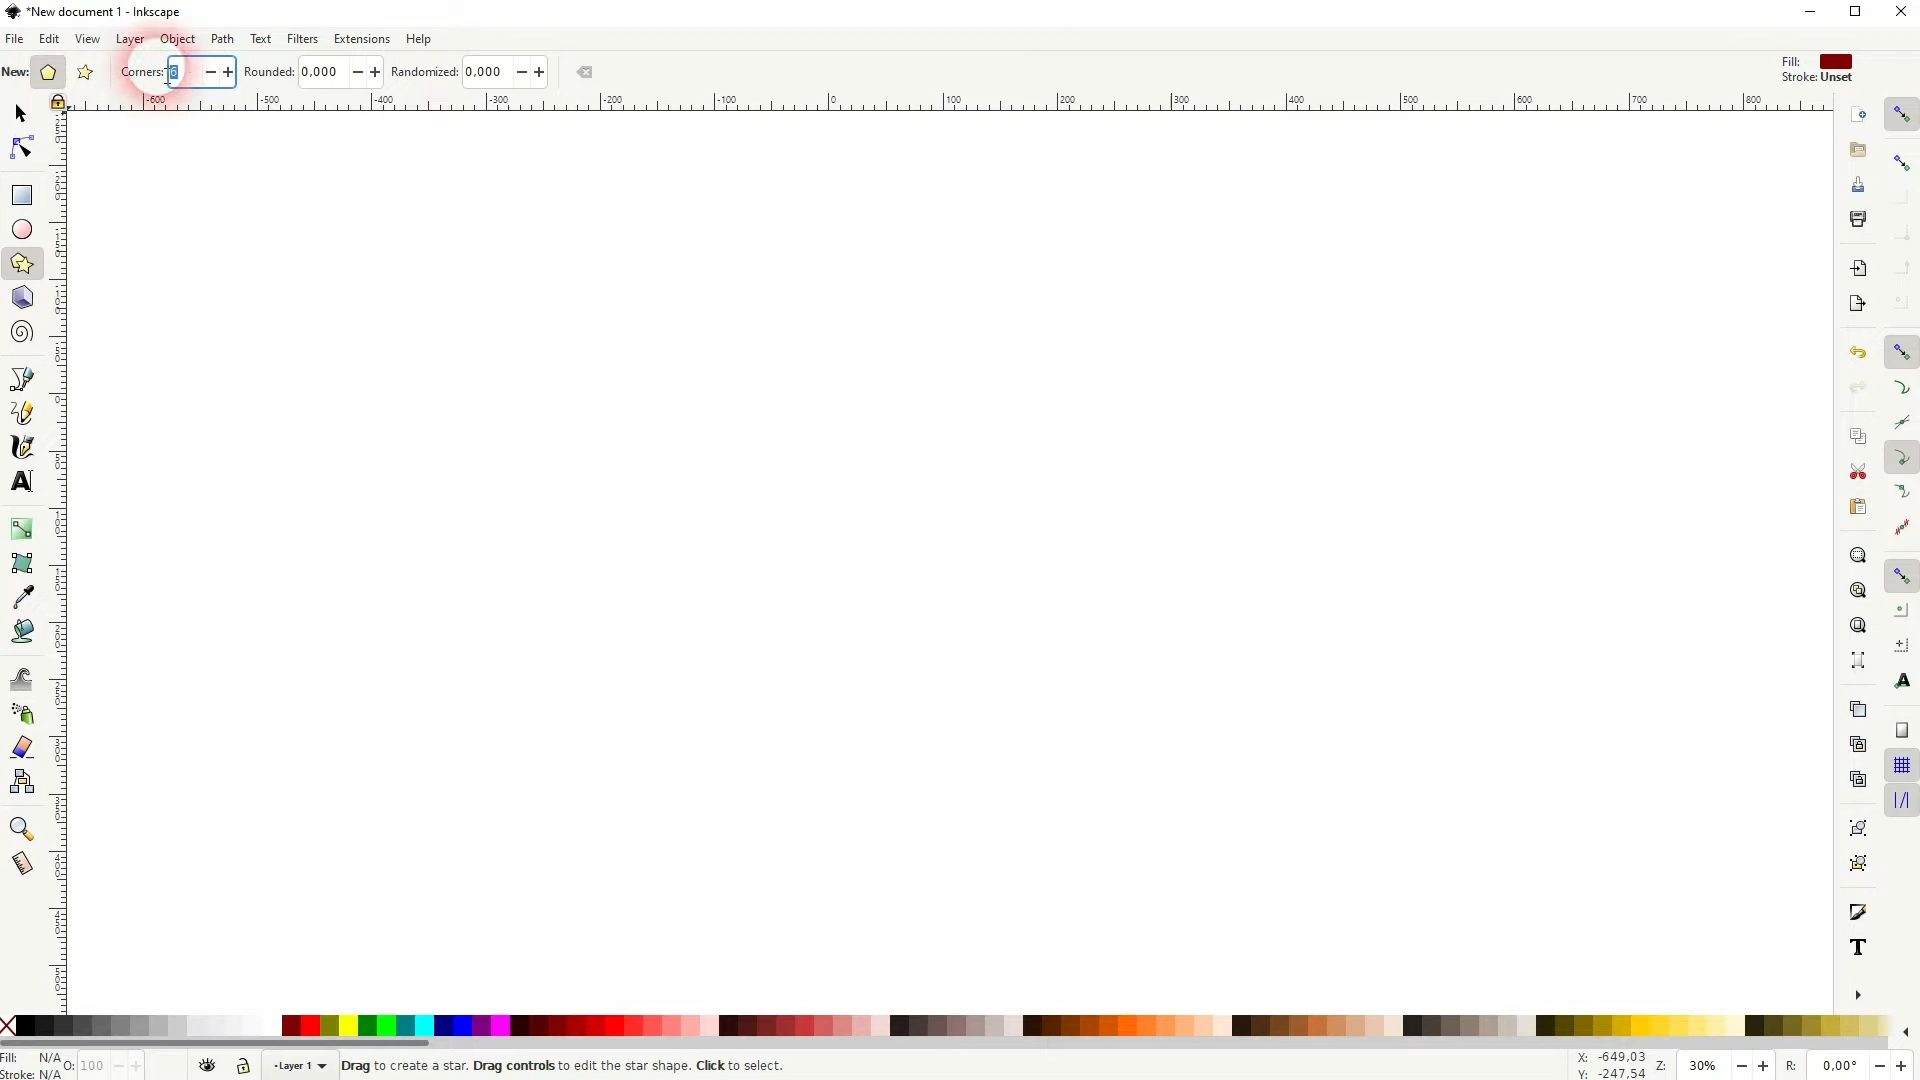 *New document 1 - Inkscape
File Edit View Layer Object Path Text Filters Extensions Help
New: Corners: 6 Rounded: 0,000 Randomized: 0,000 Fill:
Stroke: Unset
-600 -500 -400 -300 -200 -100 0 100 200 300 400 500 600 700 800
Fill: N/A O: 100 -Layer 1 Drag to create a star. Drag controls to edit the star shape. Click to select. X: -649,03 Z: 30% R: 0,00°
Stroke: N/A Y: -247,54